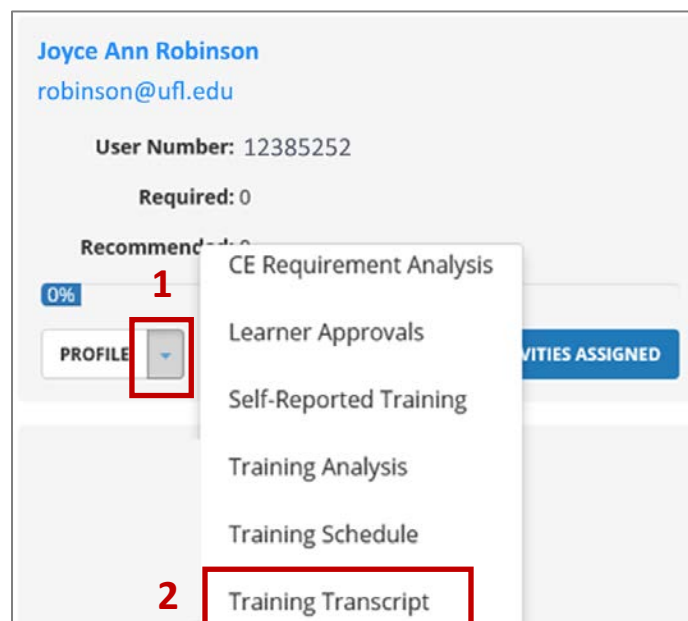 Joyce Ann Robinson
robinson@ufl.edu
User Number: 12385252
Required: 0
Recommended:
CE Requirement Analysis
0%
1
Learner Approvals
PROFILE
VITIES ASSIGNED
Self-Reported Training
Training Analysis
Training Schedule
2
Training Transcript